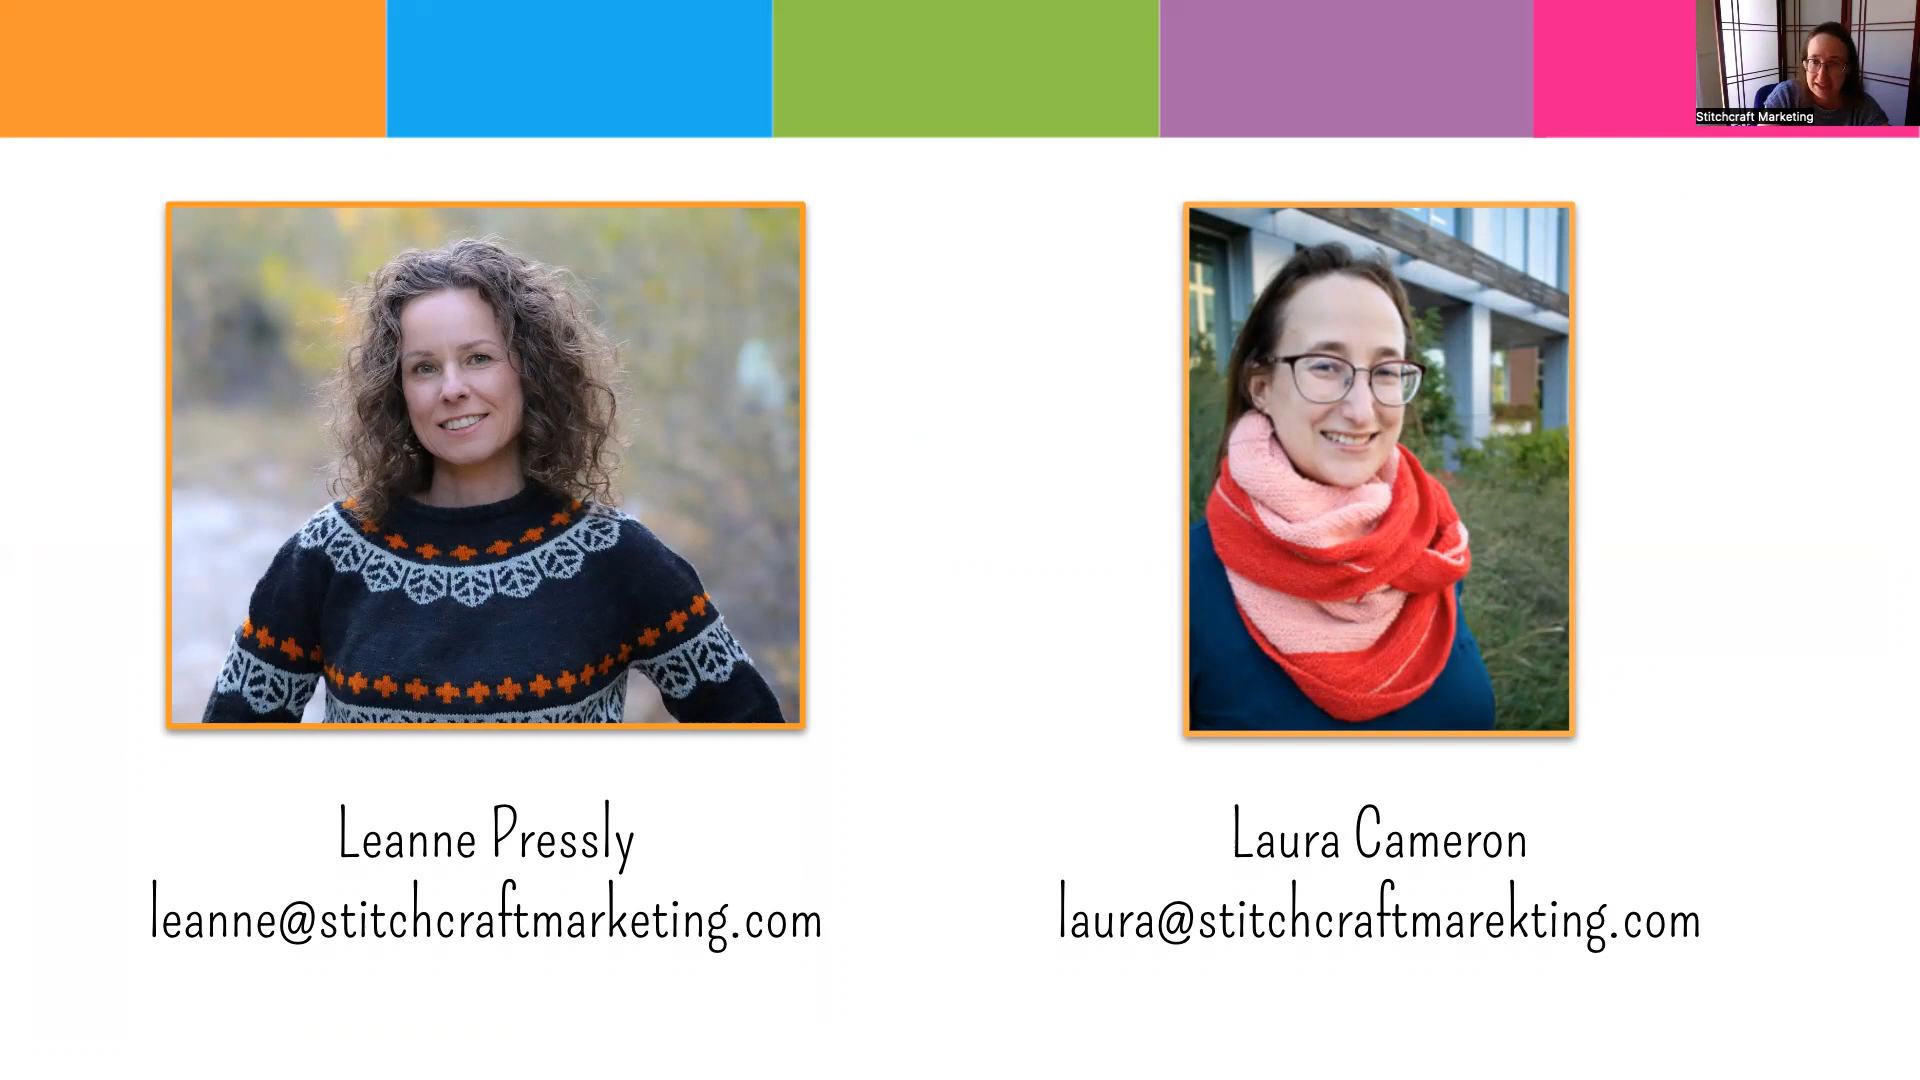 Stitchcraft Marketing
Leanne Pressly
leanne@stitchcraftmarketing.com
Laura Cameron
laura@stitchcraftmarekting.com